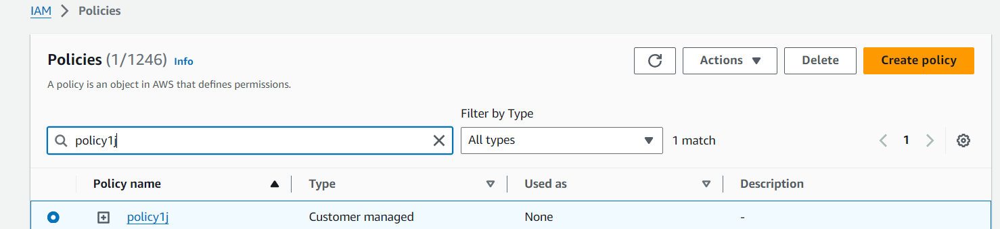 IAM > Policies
Policies (1/1246) Info
Actions Delete Create policy
A policy is an object in AWS that defines permissions.
Filter by Type
policy1j All types 1 match 1
Policy name Type Used as Description
policy1j Customer managed None -